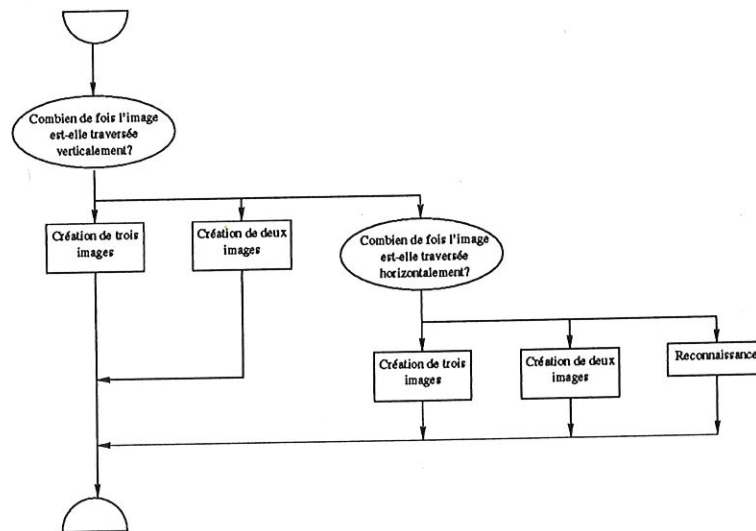 Combien de fois l'image
est-elle traversée
verticalement?
Création de trois
images
Création de deux
images
Combien de fois l'image
est-elle traversée
horizontalement?
Création de trois
images
Création de deux
images
Reconnaissance